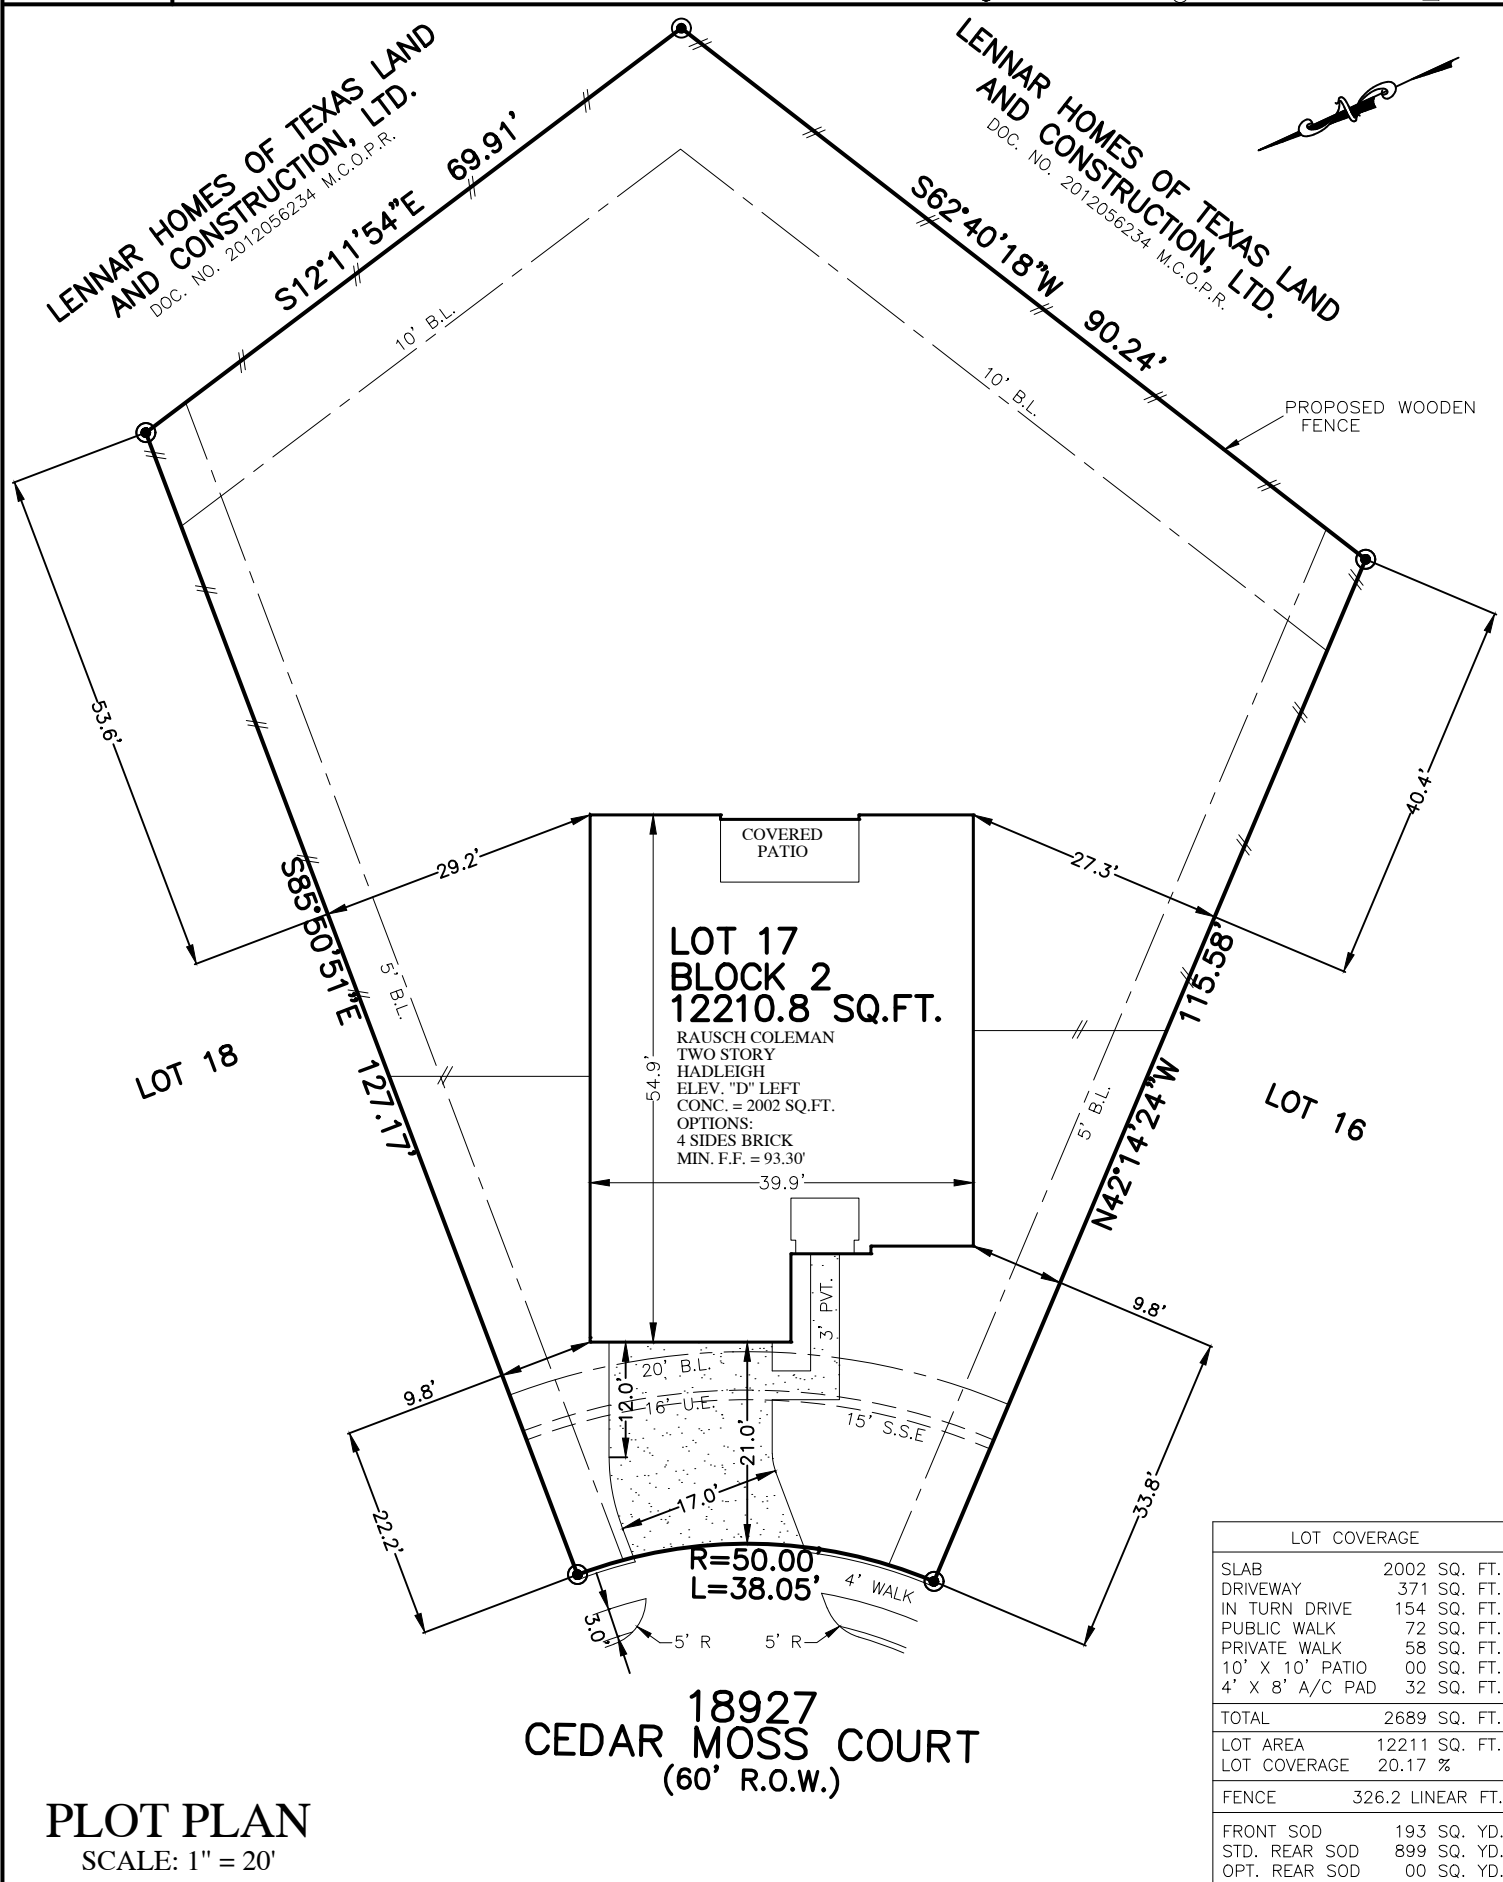 LENNAR HOMES OF TEXAS LAND
AND CONSTRUCTION, LTD.
DOC. NO. 2012056234 M.C.O.P.R.
LENNAR HOMES OF TEXAS LAND
AND CONSTRUCTION, LTD.
DOC. NO. 2012056234 M.C.O.P.R.
S12°11'54"E 69.91'
S62°40'18"W 90.24'
10' B.L.
10' B.L.
PROPOSED WOODEN
FENCE
53.6'
40.4'
29.2'
27.3'
COVERED
PATIO
S85°50'51"E 127.17'
N42°14'24"W 115.58'
5' B.L.
5' B.L.
LOT 18
LOT 16
LOT 17
BLOCK 2
12210.8 SQ.FT.
RAUSCH COLEMAN
TWO STORY
HADLEIGH
ELEV. "D" LEFT
CONC. = 2002 SQ.FT.
OPTIONS:
4 SIDES BRICK
MIN. F.F. = 93.30'
54.9'
39.9'
3' PVT.
9.8'
9.8'
20' B.L.
16' U.E.
15' S.S.E
12.0'
21.0'
17.0'
22.2'
33.8'
R=50.00'
L=38.05'
4' WALK
3.0'
5' R
5' R
18927
CEDAR MOSS COURT
(60' R.O.W.)
PLOT PLAN
SCALE: 1" = 20'
LOT COVERAGE
SLAB 2002 SQ. FT.
DRIVEWAY 371 SQ. FT.
IN TURN DRIVE 154 SQ. FT.
PUBLIC WALK 72 SQ. FT.
PRIVATE WALK 58 SQ. FT.
10' X 10' PATIO 00 SQ. FT.
4' X 8' A/C PAD 32 SQ. FT.
TOTAL 2689 SQ. FT.
LOT AREA 12211 SQ. FT.
LOT COVERAGE 20.17 %
FENCE 326.2 LINEAR FT.
FRONT SOD 193 SQ. YD.
STD. REAR SOD 899 SQ. YD.
OPT. REAR SOD 00 SQ. YD.